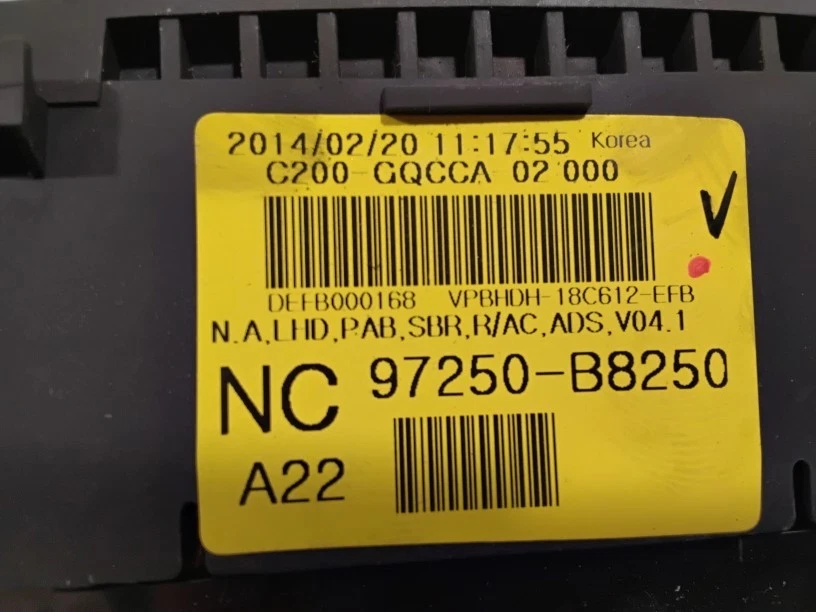 2014/02/20 11:17:55 Korea
C200-GQCCA 02 000
V
DEFB000168 VPBHDH-18C612-EFB
N.A,LHD,PAB,SBR,R/AC,ADS,V04.1
NC 97250-B8250
A22